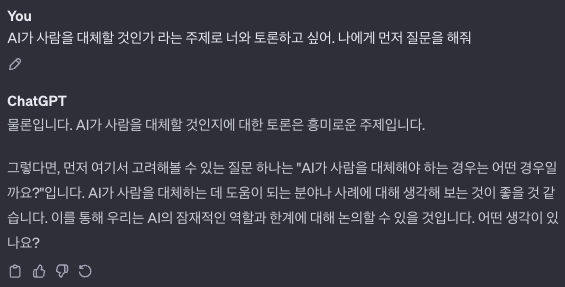 You
AI가 사람을 대체할 것인가 라는 주제로 너와 토론하고 싶어. 나에게 먼저 질문을 해줘
ChatGPT
물론입니다. AI가 사람을 대체할 것인지에 대한 토론은 흥미로운 주제입니다.
그렇다면, 먼저 여기서 고려해볼 수 있는 질문 하나는 "AI가 사람을 대체해야 하는 경우는 어떤 경우일
까요?"입니다. AI가 사람을 대체하는 데 도움이 되는 분야나 사례에 대해 생각해 보는 것이 좋을 것 같
습니다. 이를 통해 우리는 AI의 잠재적인 역할과 한계에 대해 논의할 수 있을 것입니다. 어떤 생각이 있
나요?